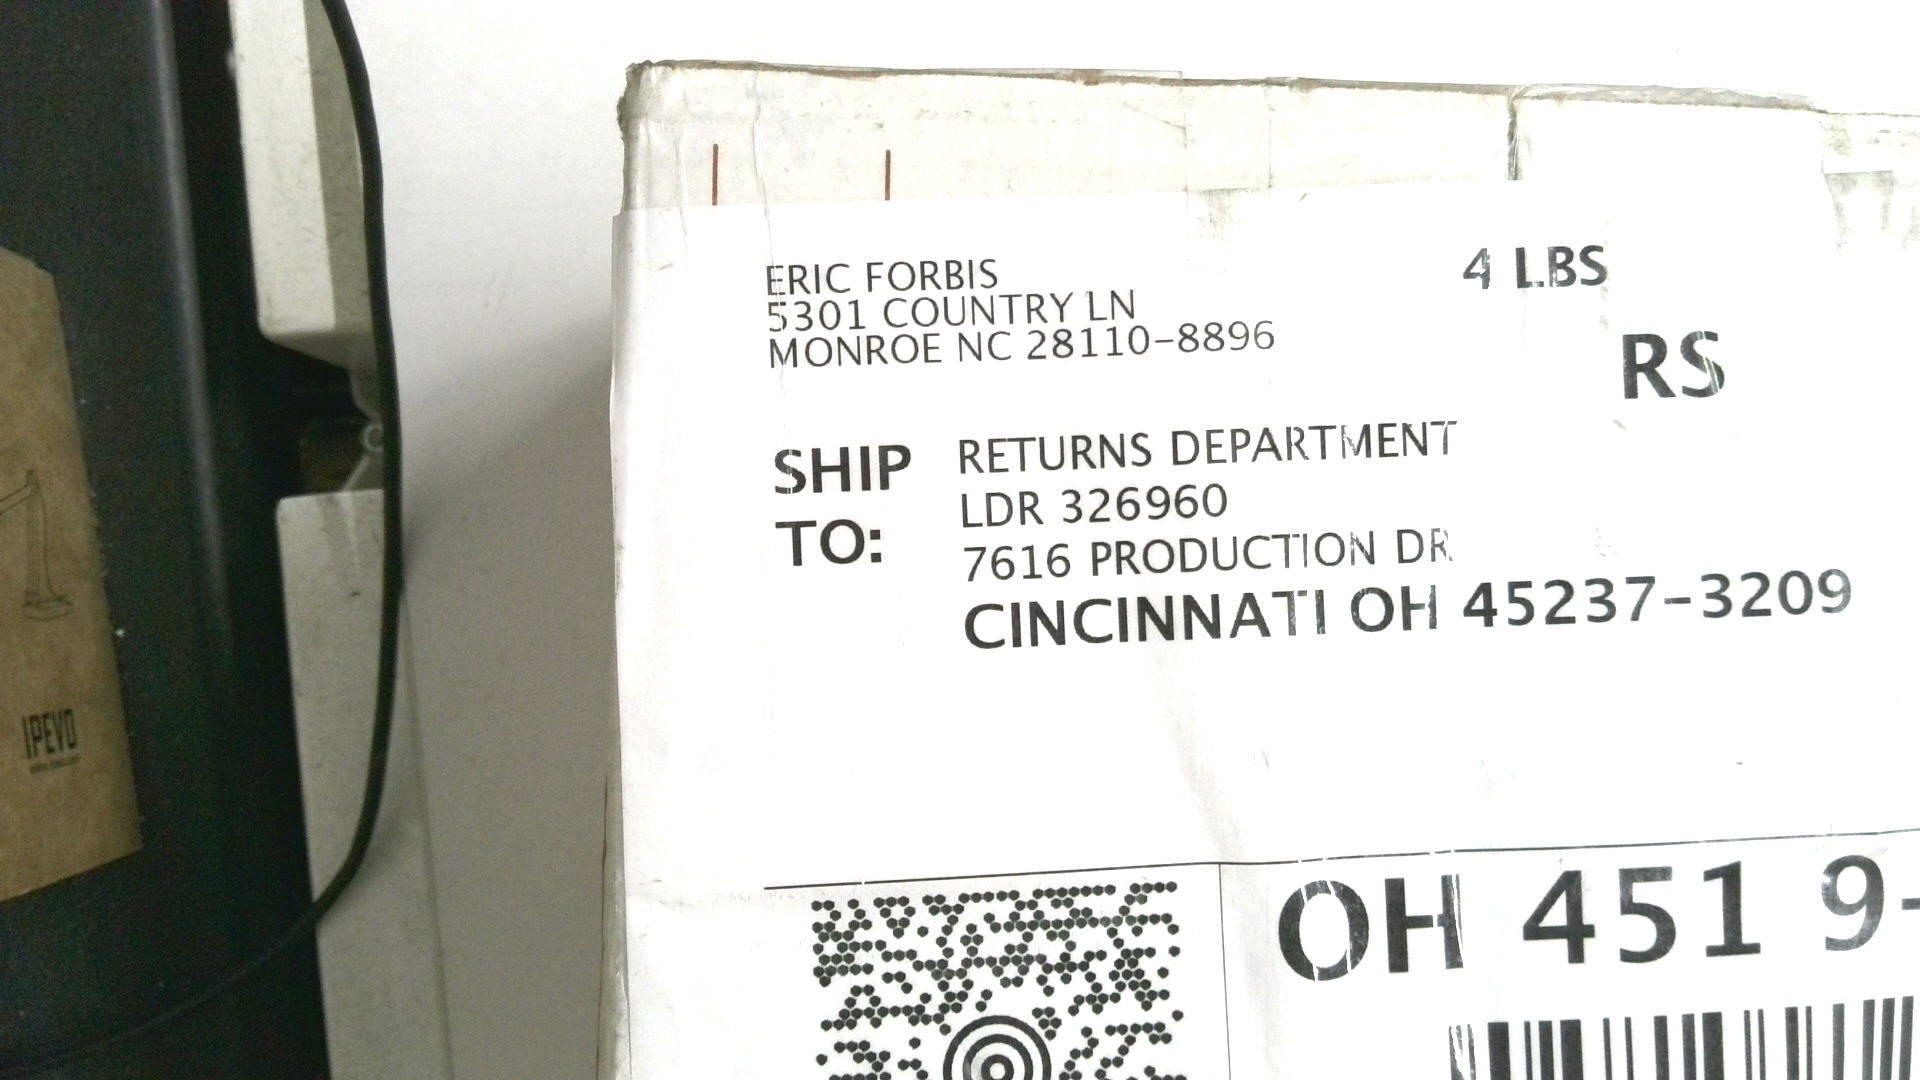 ERIC FORBIS
5301 COUNTRY LN
MONROE NC 28110-8896
4 LBS
RS
SHIP TO:
RETURNS DEPARTMENT
LDR 326960
7616 PRODUCTION DR
CINCINNATI OH 45237-3209
OH 451 9-
IPEVO